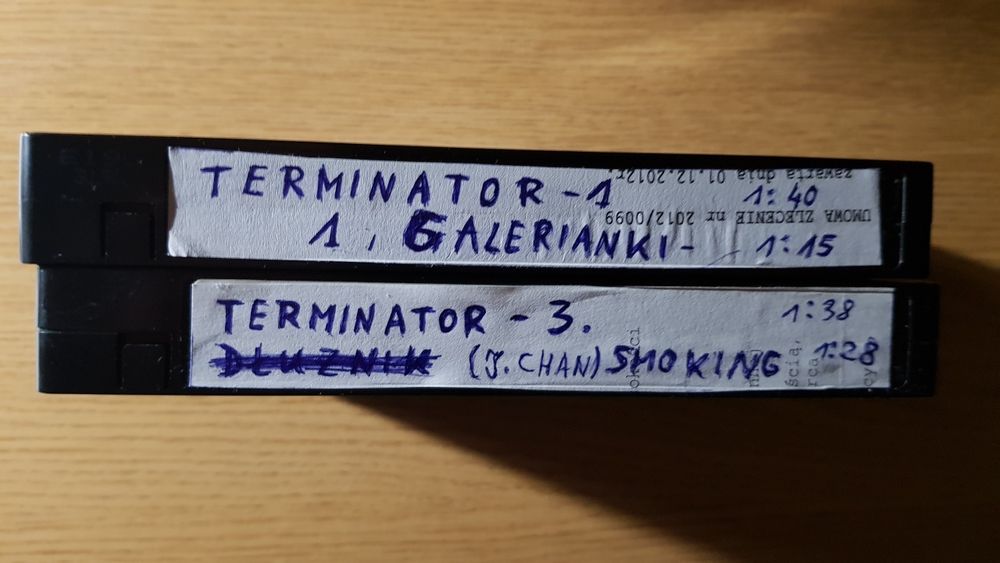 TERMINATOR - 1 1:40
1, GALERIANKI - 1:15
zawarta dnia 01.12.2012r.
UMOWA ZLECENIE nr 2012/0099
TERMINATOR - 3. 1:38
DŁUŻNIK (J. CHAN) SMOKING 1:28
ścią,